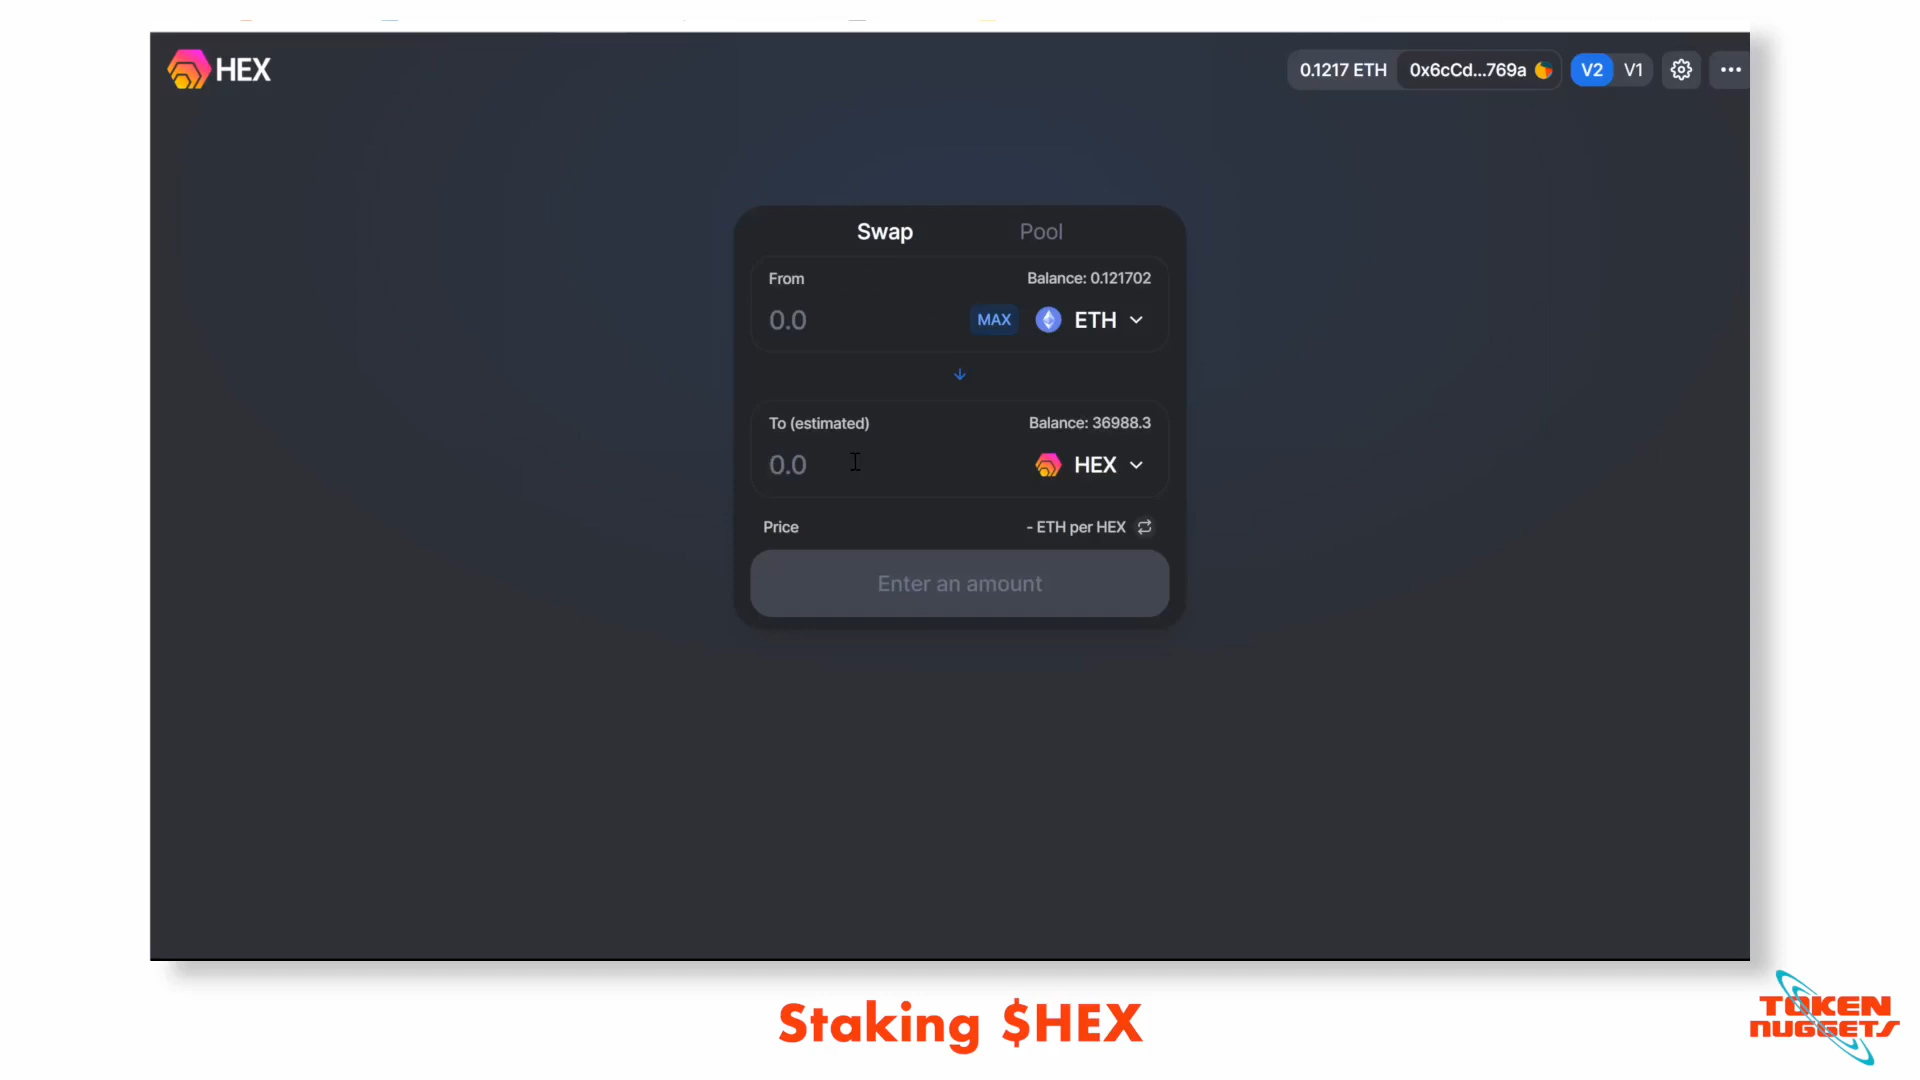 HEX
0.1217 ETH 0x6cCd...769a V2 V1
Swap Pool
From Balance: 0.121702
0.0 MAX ETH
To (estimated) Balance: 36988.3
0.0 HEX
Price - ETH per HEX
Enter an amount
Staking $HEX
TOKEN
NUGGETS